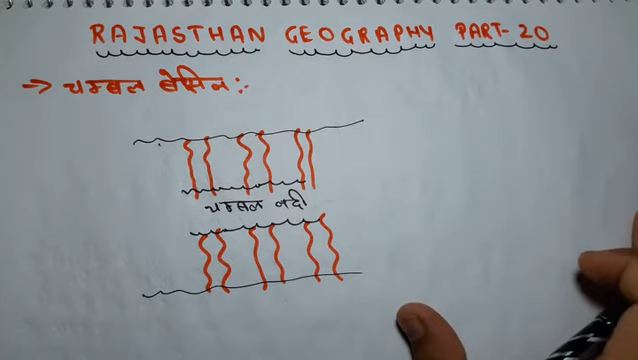 RAJASTHAN GEOGRAPHY PART-20
→ चम्बल बेसिन :-
चम्बल नदी